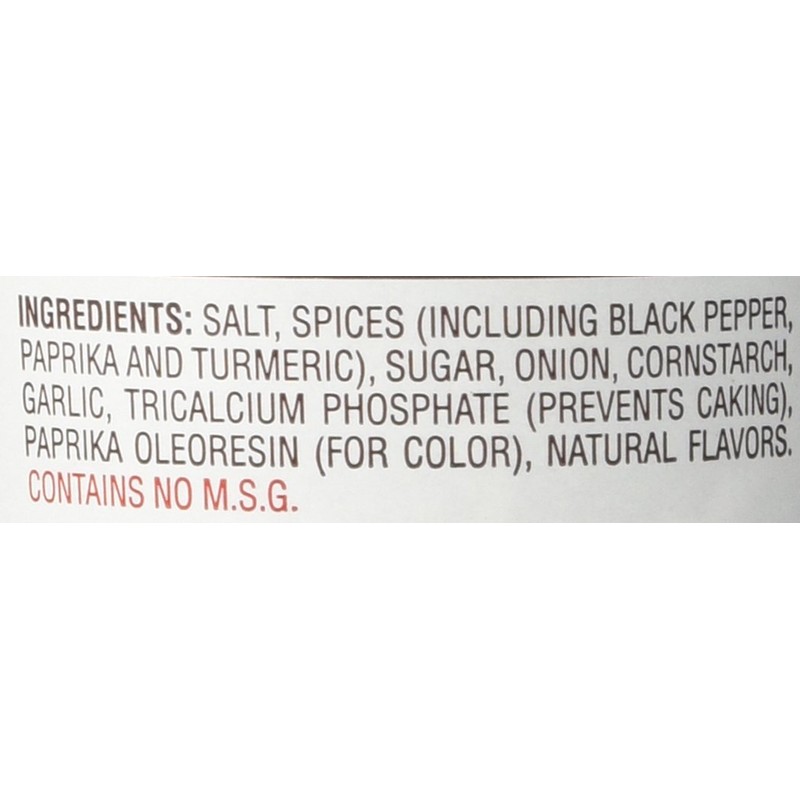 INGREDIENTS: SALT, SPICES (INCLUDING BLACK PEPPER,
PAPRIKA AND TURMERIC), SUGAR, ONION, CORNSTARCH,
GARLIC, TRICALCIUM PHOSPHATE (PREVENTS CAKING),
PAPRIKA OLEORESIN (FOR COLOR), NATURAL FLAVORS.
CONTAINS NO M.S.G.